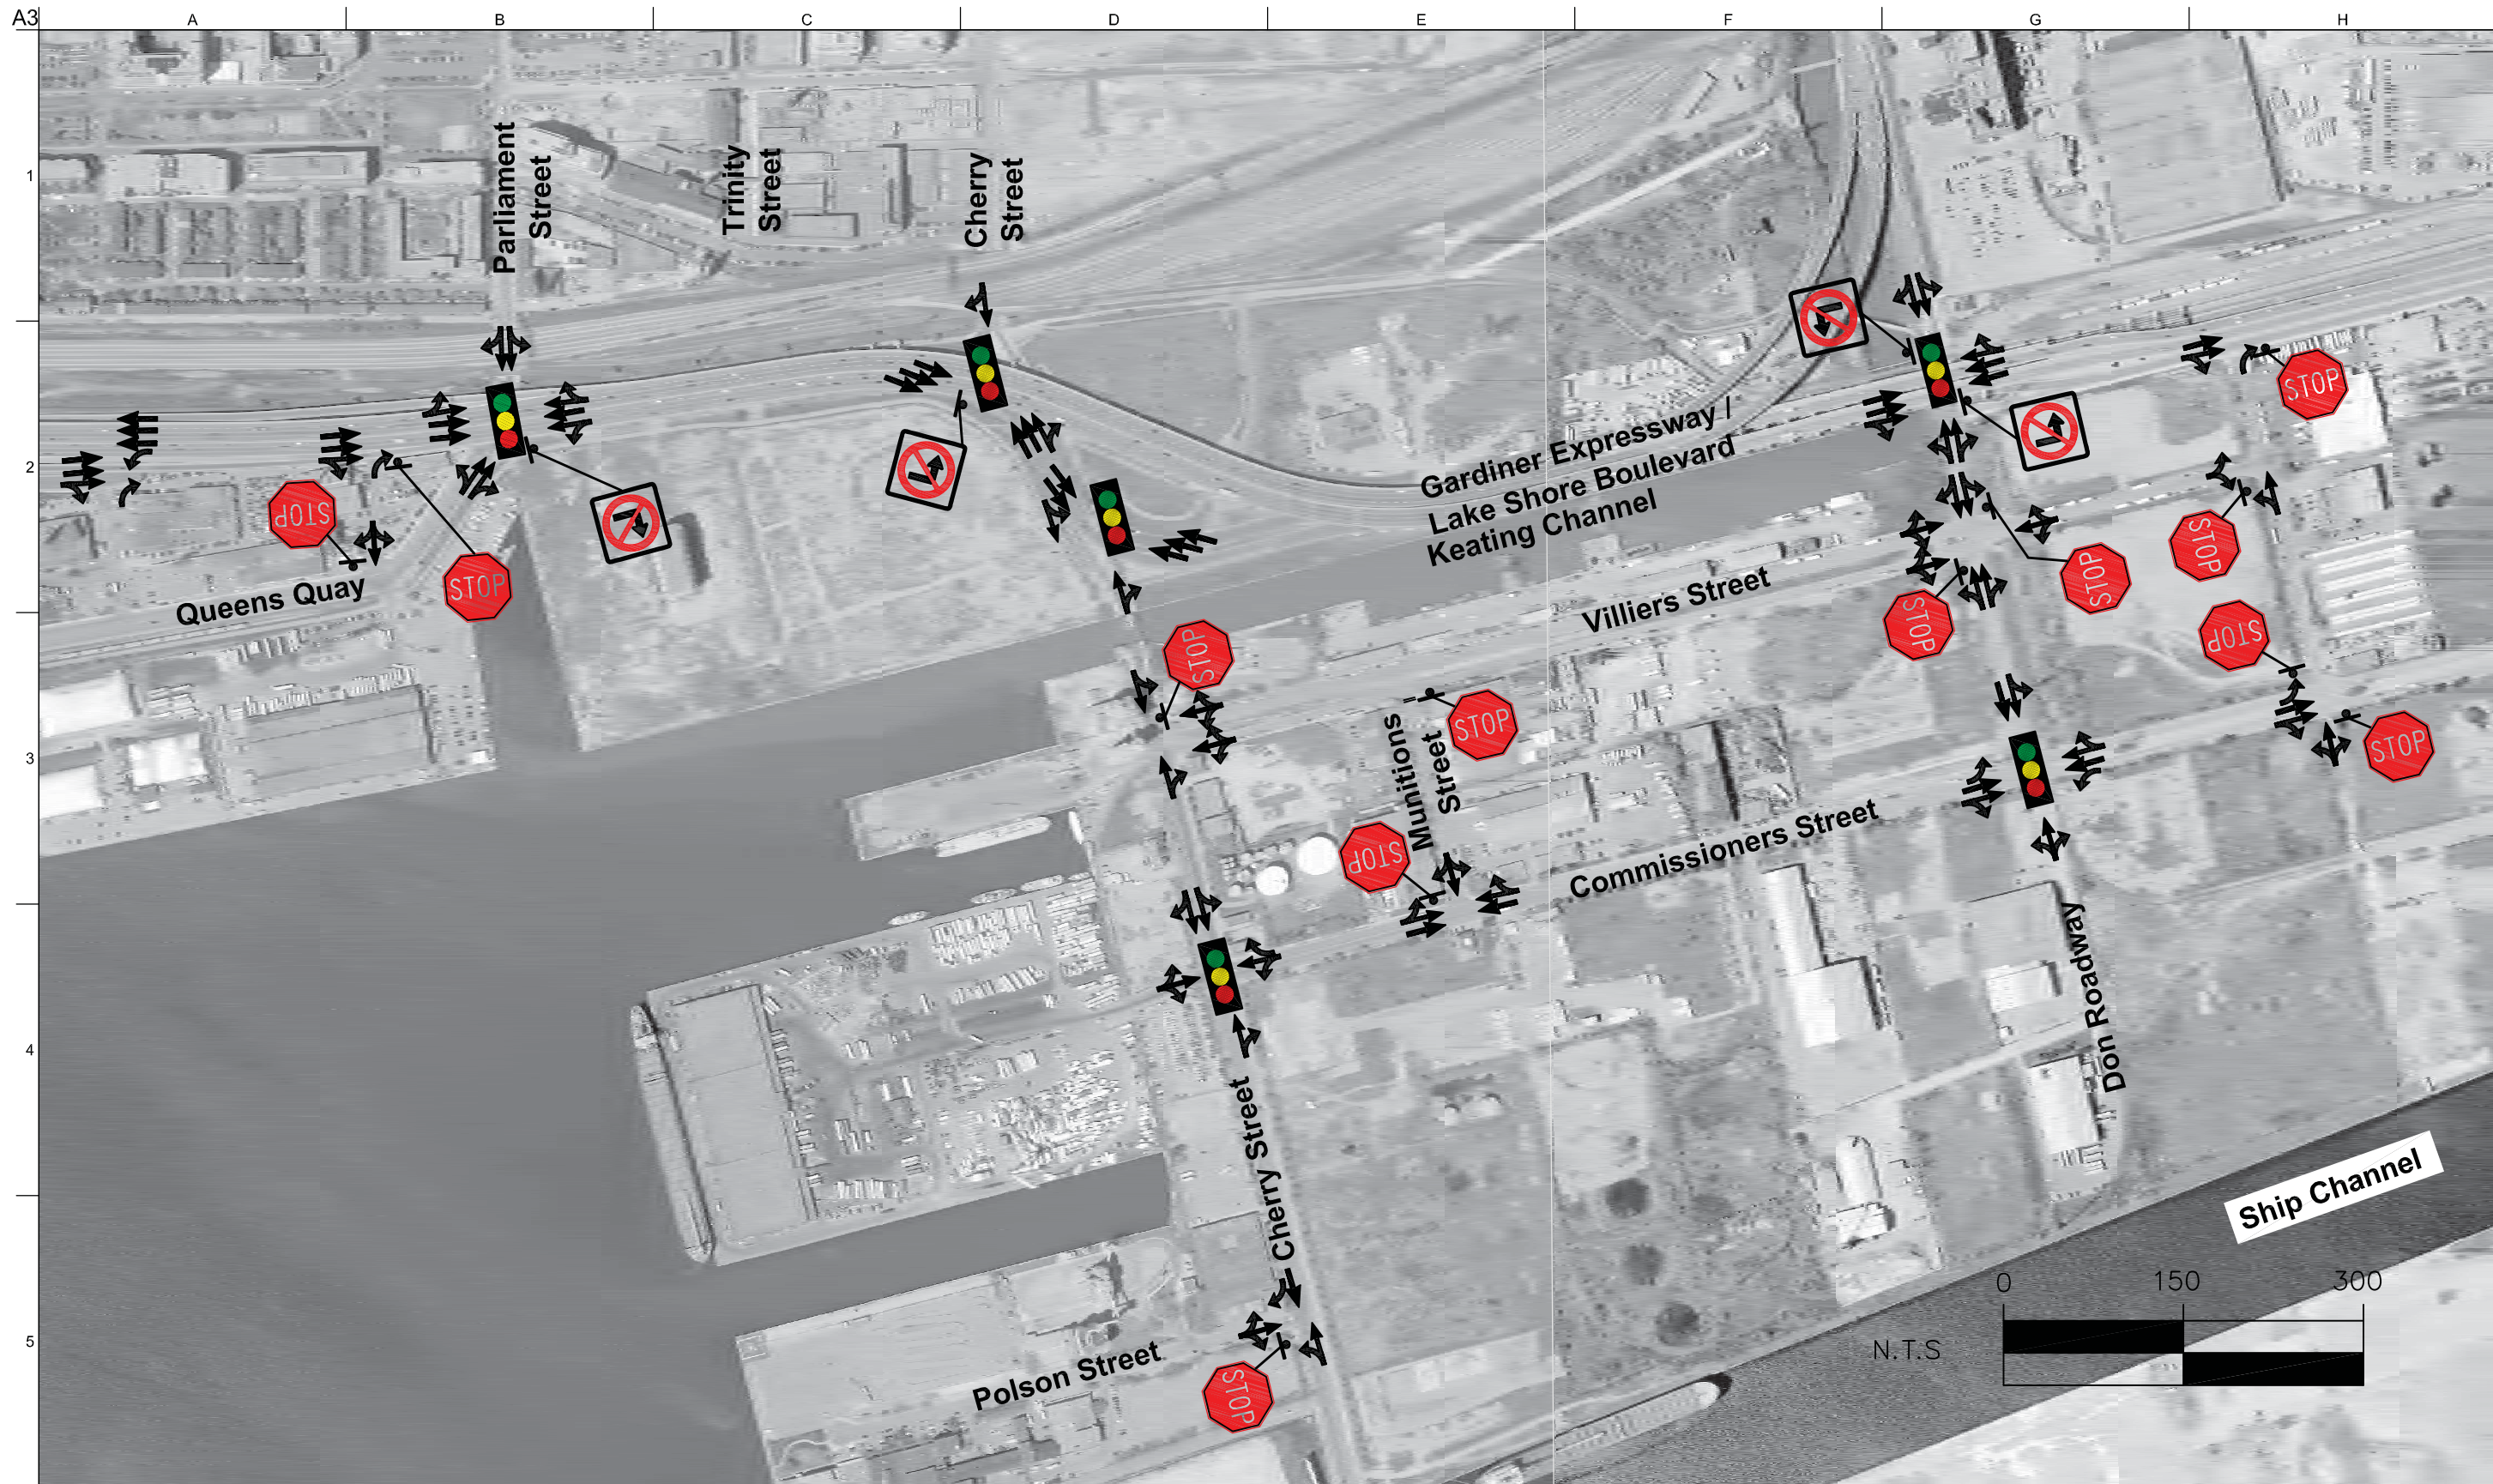 A3
A
B
C
D
E
F
G
H
1
2
3
4
5
Parliament
Street
Trinity
Street
Cherry
Street
Gardiner Expressway /
Lake Shore Boulevard
Keating Channel
STOP
STOP
STOP
STOP
STOP
STOP
Queens Quay
Villiers Street
STOP
STOP
STOP
STOP
Munitions
Street
STOP
Commissioners Street
Don Roadway
Cherry Street
Ship Channel
Polson Street
STOP
0 150 300
N.T.S